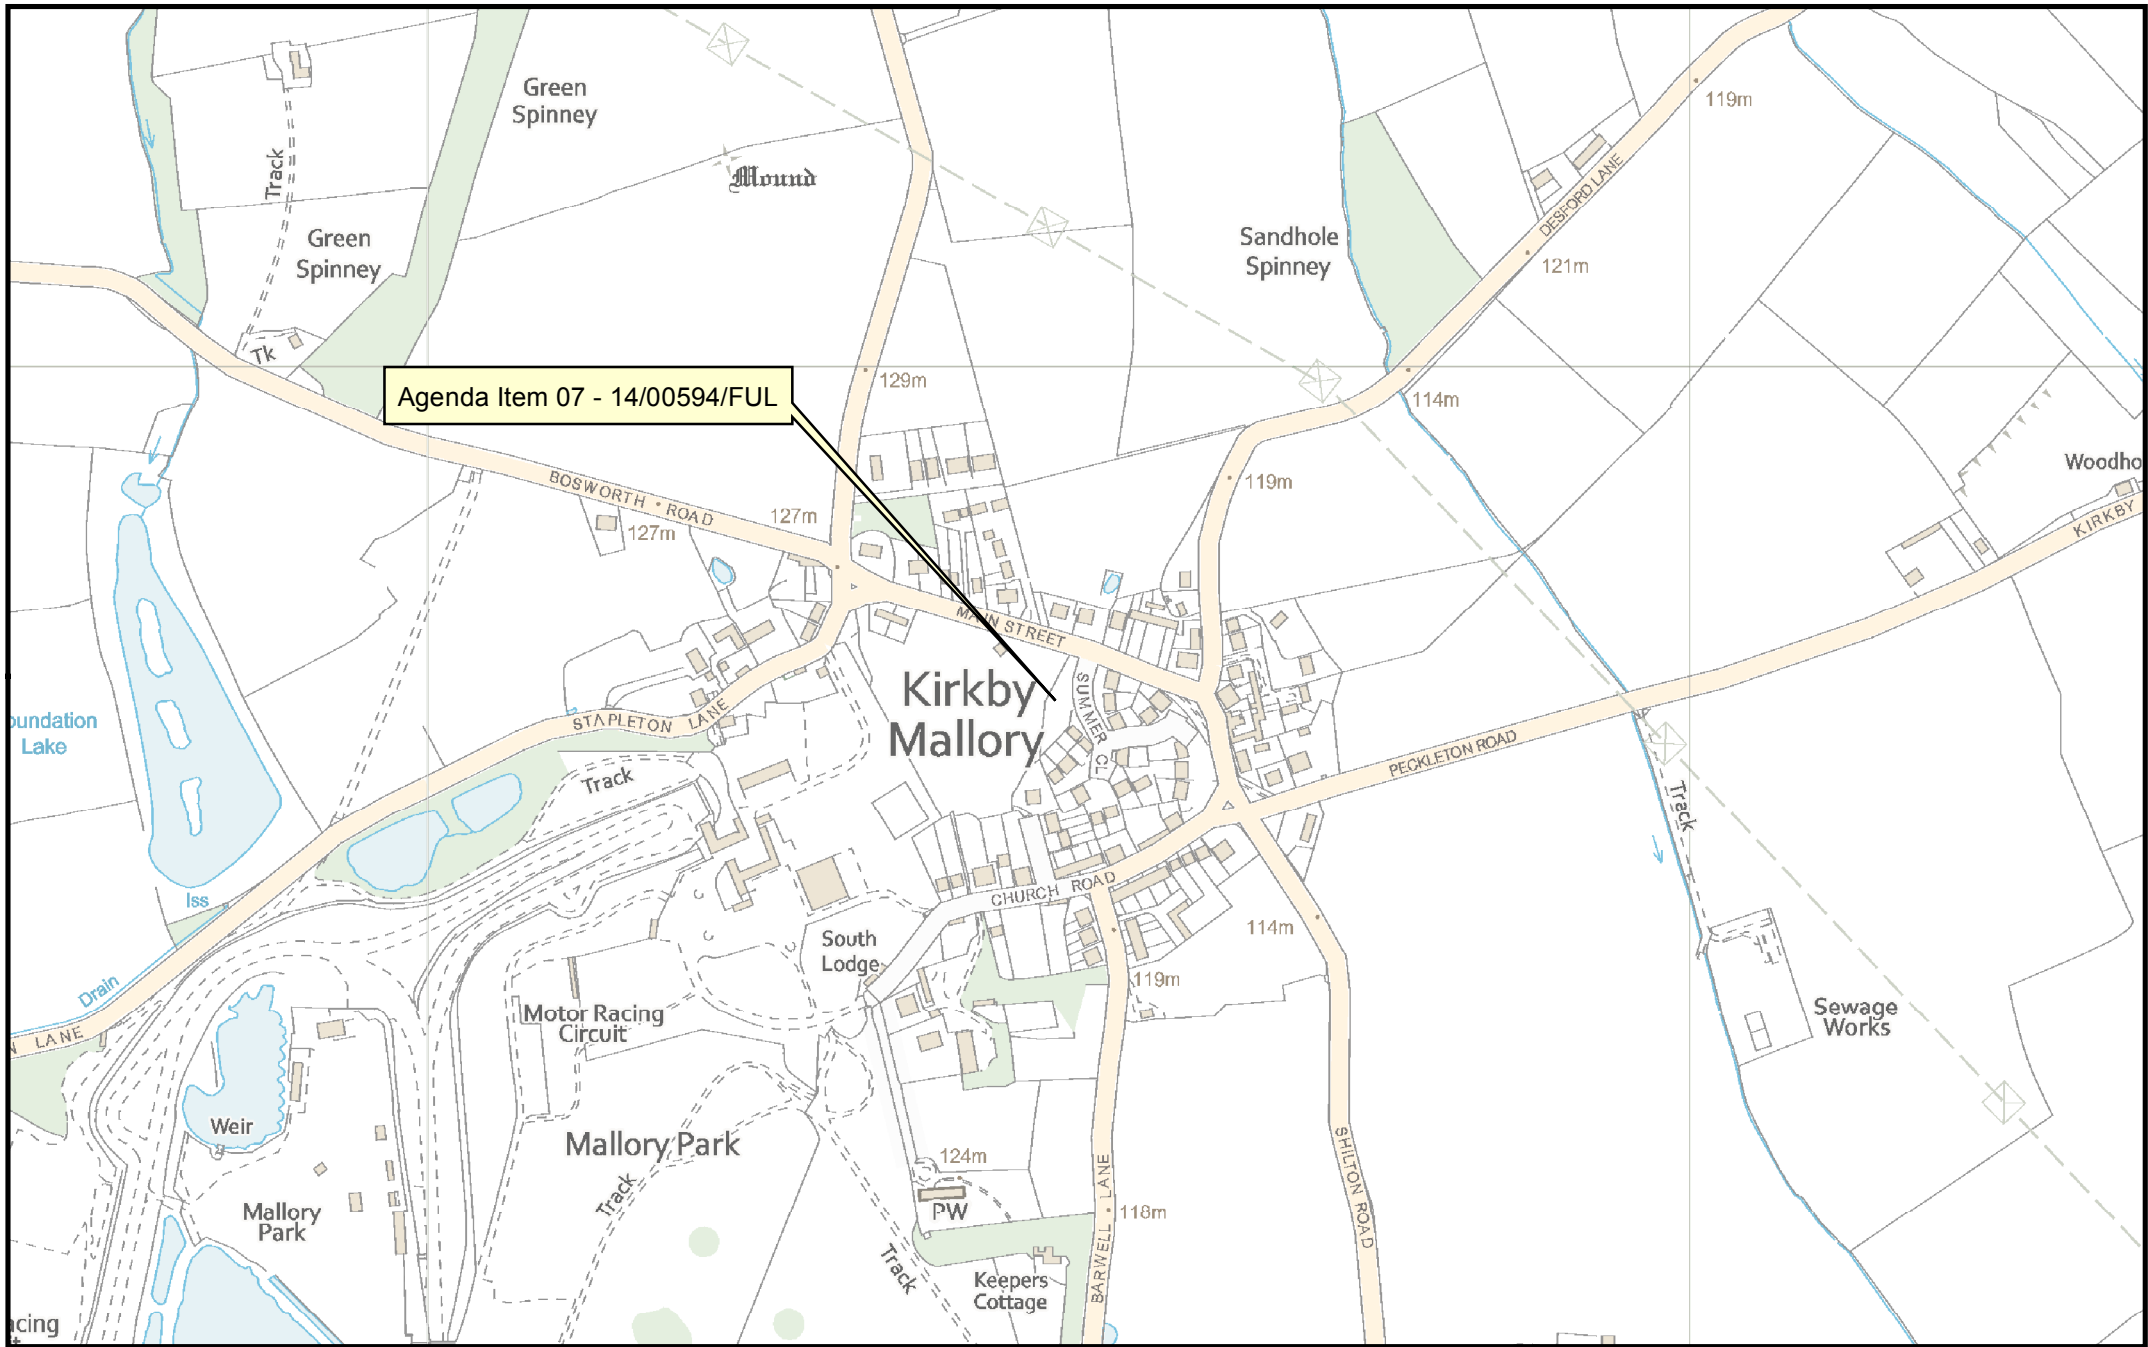 Green
Spinney
119m
Mound
Track
DESFORD LANE
Green
Spinney
Sandhole
Spinney
121m
Tk
129m
Agenda Item 07 - 14/00594/FUL
114m
Woodho
119m
BOSWORTH ROAD
127m
127m
KIRKBY
MAIN STREET
Kirkby
Mallory
SUMMER CL
STAPLETON LANE
oundation
Lake
PECKLETON ROAD
Track
Track
Iss
CHURCH ROAD
114m
South
Lodge
119m
Drain
N LANE
Motor Racing
Circuit
Sewage
Works
Weir
Mallory Park
Track
124m
PW
BARWELL LANE
118m
SHILTON ROAD
Mallory
Park
Track
Keepers
Cottage
acing